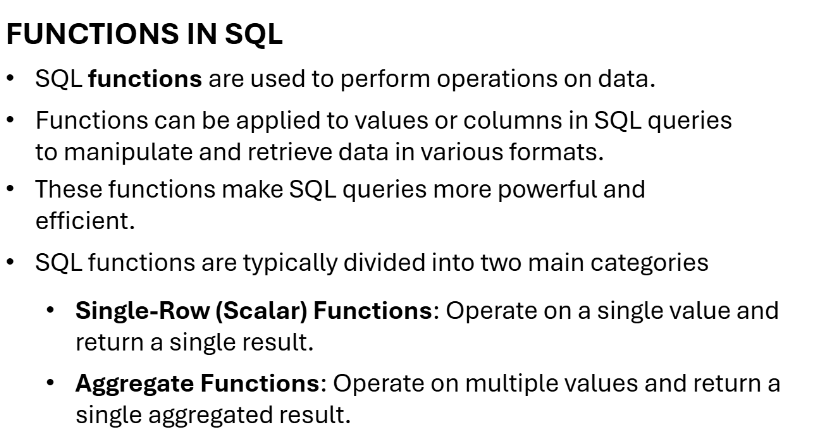 FUNCTIONS IN SQL
• SQL functions are used to perform operations on data.
• Functions can be applied to values or columns in SQL queries
to manipulate and retrieve data in various formats.
• These functions make SQL queries more powerful and
efficient.
• SQL functions are typically divided into two main categories
• Single-Row (Scalar) Functions: Operate on a single value and
return a single result.
• Aggregate Functions: Operate on multiple values and return a
single aggregated result.